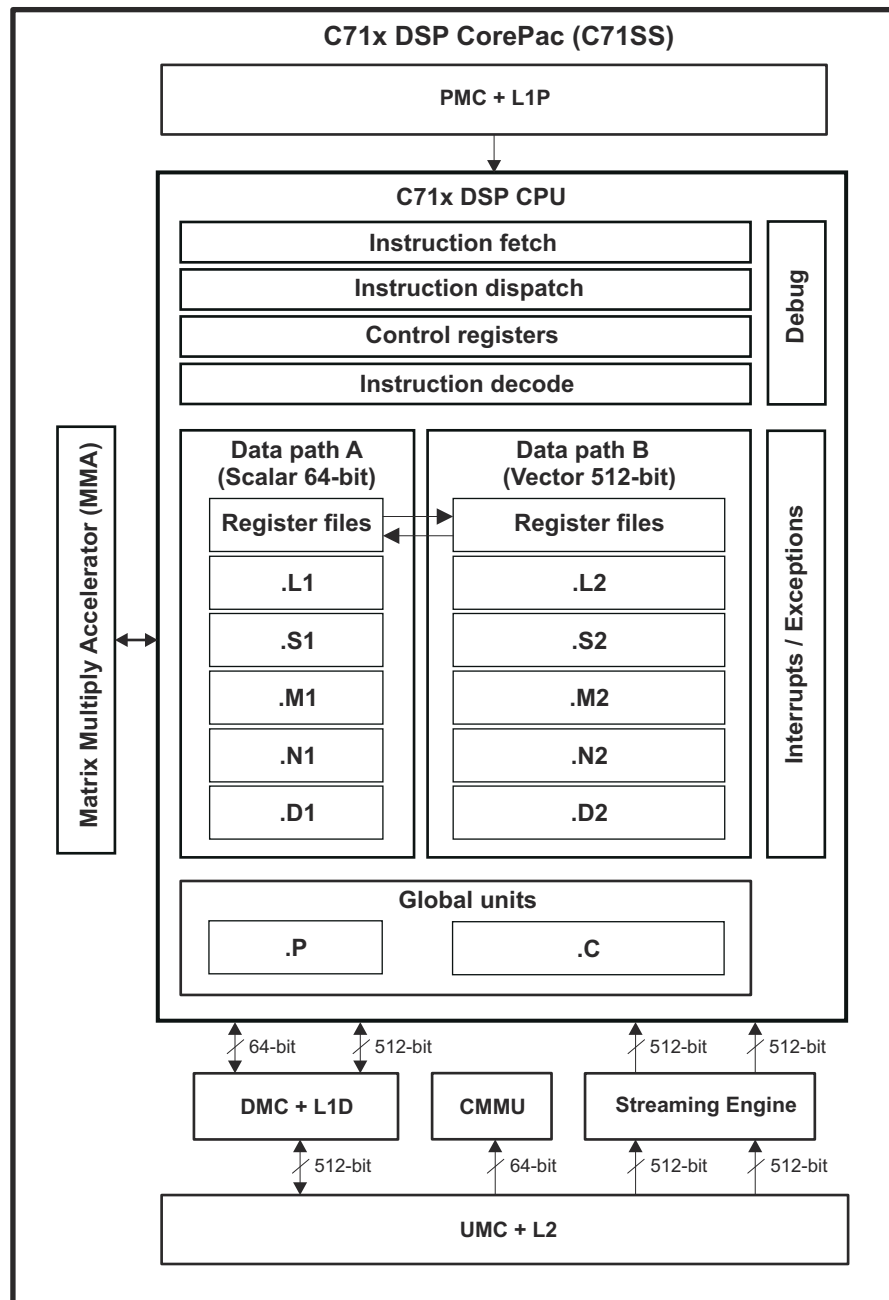 C71x DSP CorePac (C71SS)
PMC + L1P
C71x DSP CPU
Instruction fetch
Instruction dispatch
Control registers
Instruction decode
Debug
Matrix Multiply Accelerator (MMA)
Data path A
(Scalar 64-bit)
Register files
.L1
.S1
.M1
.N1
.D1
Data path B
(Vector 512-bit)
Register files
.L2
.S2
.M2
.N2
.D2
Interrupts / Exceptions
Global units
.P
.C
64-bit
512-bit
512-bit
512-bit
DMC + L1D
CMMU
Streaming Engine
512-bit
64-bit
512-bit
512-bit
UMC + L2